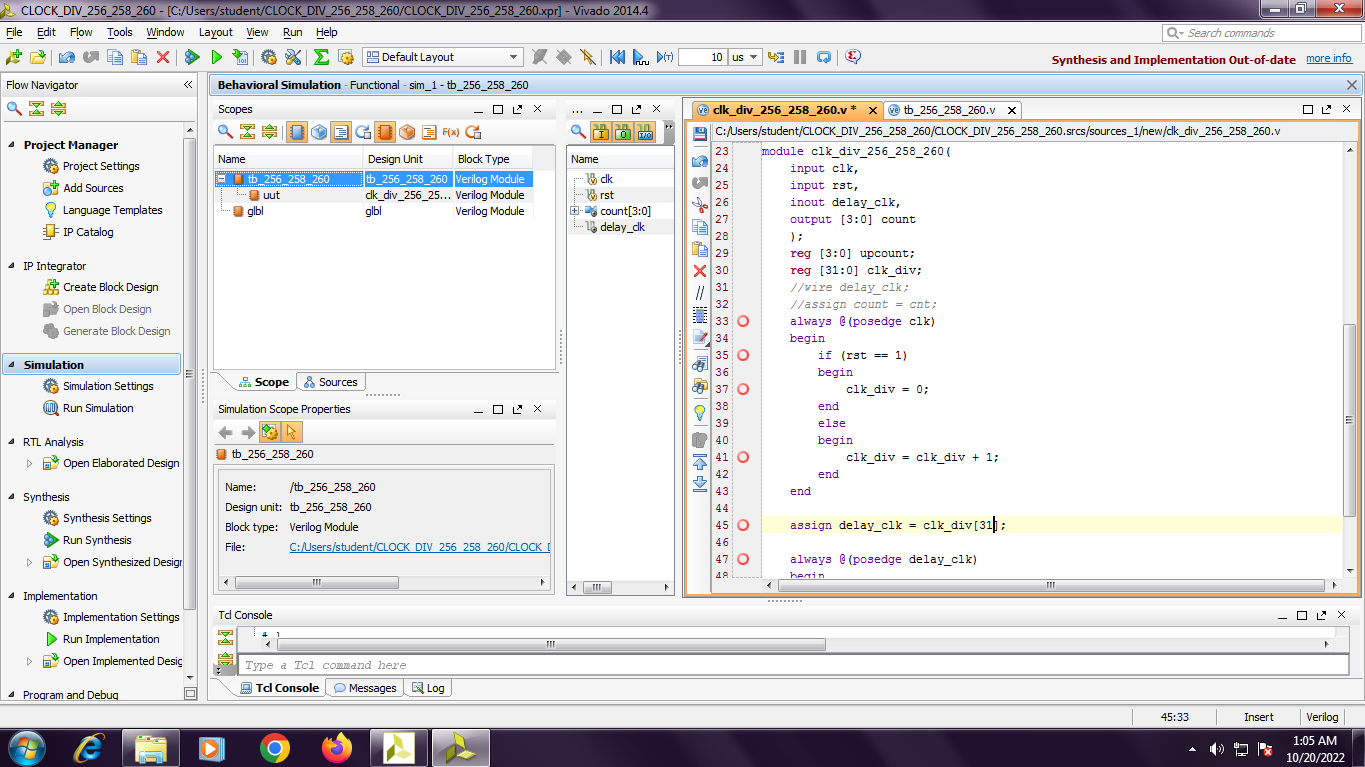 CLOCK_DIV_256_258_260 - [C:/Users/student/CLOCK_DIV_256_258_260/CLOCK_DIV_256_258_260.xpr] - Vivado 2014.4
File Edit Flow Tools Window Layout View Run Help
Search commands
Default Layout
10 us
Synthesis and Implementation Out-of-date more info
Flow Navigator
Project Manager
Project Settings
Add Sources
Language Templates
IP Catalog
IP Integrator
Create Block Design
Open Block Design
Generate Block Design
Simulation
Simulation Settings
Run Simulation
RTL Analysis
Open Elaborated Design
Synthesis
Synthesis Settings
Run Synthesis
Open Synthesized Design
Implementation
Implementation Settings
Run Implementation
Open Implemented Desig
Program and Debug
Behavioral Simulation - Functional - sim_1 - tb_256_258_260
Scopes
F(x)
Name Design Unit Block Type
tb_256_258_260 tb_256_258_260 Verilog Module
uut clk_div_256_25... Verilog Module
glbl glbl Verilog Module
Scope Sources
Simulation Scope Properties
tb_256_258_260
Name: /tb_256_258_260
Design unit: tb_256_258_260
Block type: Verilog Module
File: C:/Users/student/CLOCK_DIV_256_258_260/CLOCK_D
...
Name
clk
rst
count[3:0]
delay_clk
clk_div_256_258_260.v * tb_256_258_260.v
C:/Users/student/CLOCK_DIV_256_258_260/CLOCK_DIV_256_258_260.srcs/sources_1/new/clk_div_256_258_260.v
23 module clk_div_256_258_260(
24 input clk,
25 input rst,
26 inout delay_clk,
27 output [3:0] count
28 );
29 reg [3:0] upcount;
30 reg [31:0] clk_div;
31 //wire delay_clk;
32 //assign count = cnt;
33 always @(posedge clk)
34 begin
35 if (rst == 1)
36 begin
37 clk_div = 0;
38 end
39 else
40 begin
41 clk_div = clk_div + 1;
42 end
43 end
44
45 assign delay_clk = clk_div[31];
46
47 always @(posedge delay_clk)
48 begin
Tcl Console
# }
Type a Tcl command here
Tcl Console Messages Log
45:33 Insert Verilog
1:05 AM
10/20/2022